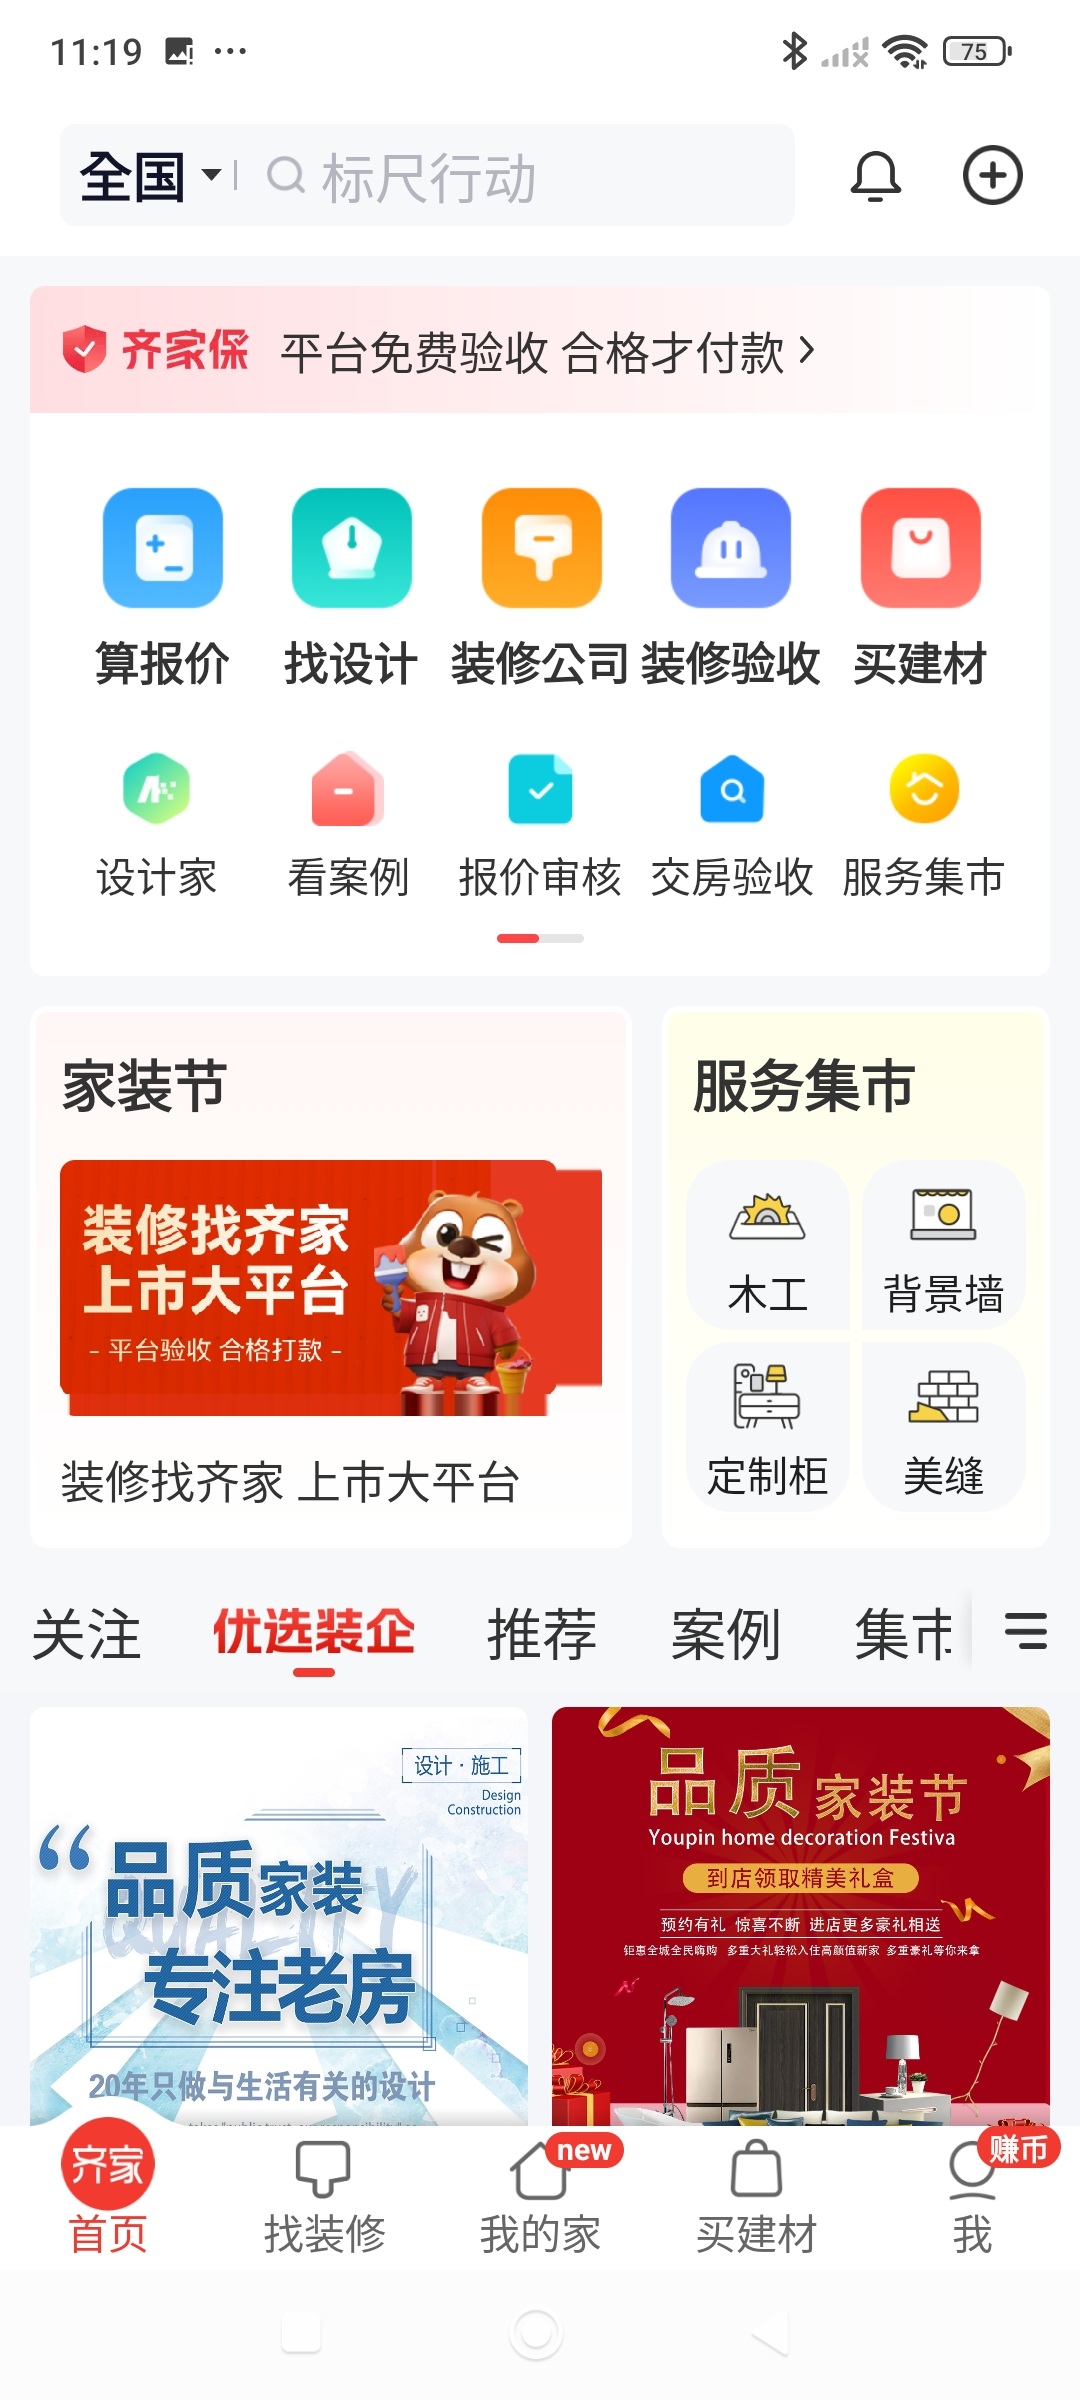 11:19
75
全国
标尺行动
齐家保 平台免费验收 合格才付款
算报价
找设计
装修公司
装修验收
买建材
设计家
看案例
报价审核
交房验收
服务集市
家装节
装修找齐家
上市大平台
- 平台验收 合格打款 -
装修找齐家 上市大平台
服务集市
木工
背景墙
定制柜
美缝
关注
优选装企
推荐
案例
集市
设计·施工
Design
Construction
“品质家装
QUALITY
专注老房
20年只做与生活有关的设计
品质家装节
Youpin home decoration Festiva
到店领取精美礼盒
预约有礼 惊喜不断 进店更多豪礼相送
钜惠全城全民嗨购 多重大礼轻松入住高颜值新家 多重豪礼等你来拿
齐家
首页
找装修
new
我的家
买建材
赚币
我